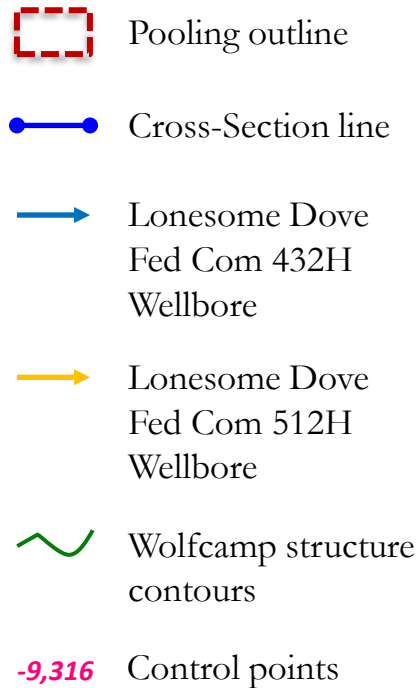 Pooling outline
Cross-Section line
Lonesome Dove
Fed Com 432H
Wellbore
Lonesome Dove
Fed Com 512H
Wellbore
Wolfcamp structure
contours
-9,316 Control points